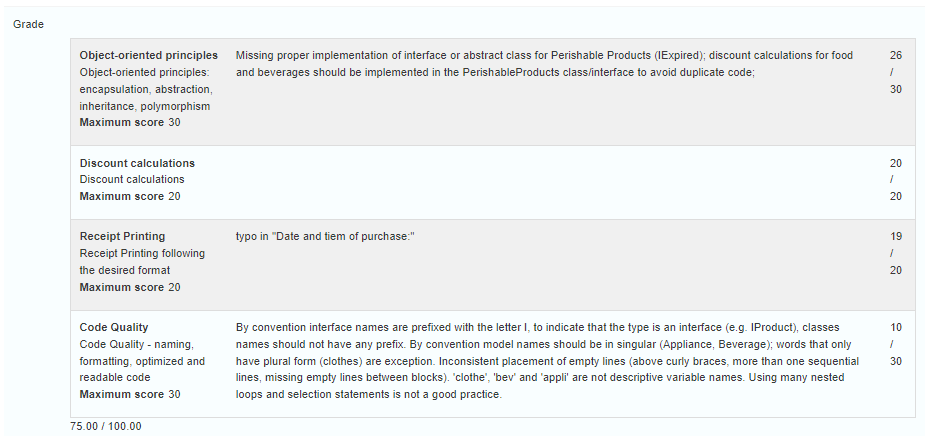 Grade
Object-oriented principles
Object-oriented principles:
encapsulation, abstraction,
inheritance, polymorphism
Maximum score 30
Missing proper implementation of interface or abstract class for Perishable Products (IExpired); discount calculations for food
and beverages should be implemented in the PerishableProducts class/interface to avoid duplicate code;
26
/
30
Discount calculations
Discount calculations
Maximum score 20
20
/
20
Receipt Printing
Receipt Printing following
the desired format
Maximum score 20
typo in "Date and tiem of purchase:"
19
/
20
Code Quality
Code Quality - naming,
formatting, optimized and
readable code
Maximum score 30
By convention interface names are prefixed with the letter I, to indicate that the type is an interface (e.g. IProduct), classes
names should not have any prefix. By convention model names should be in singular (Appliance, Beverage); words that only
have plural form (clothes) are exception. Inconsistent placement of empty lines (above curly braces, more than one sequential
lines, missing empty lines between blocks). 'clothe', 'bev' and 'appli' are not descriptive variable names. Using many nested
loops and selection statements is not a good practice.
10
/
30
75.00 / 100.00